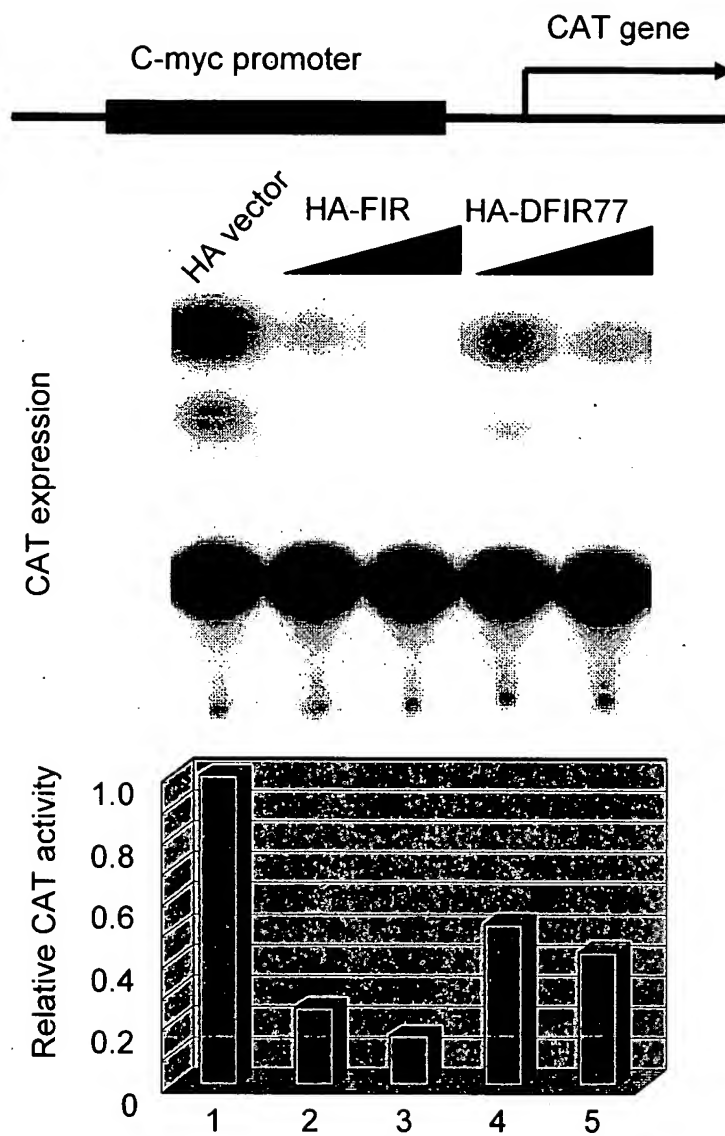 CAT gene
C-myc promoter
HA vector
HA-FIR
HA-DFIR77
CAT expression
Relative CAT activity
1.0
0.8
0.6
0.4
0.2
0
1 2 3 4 5